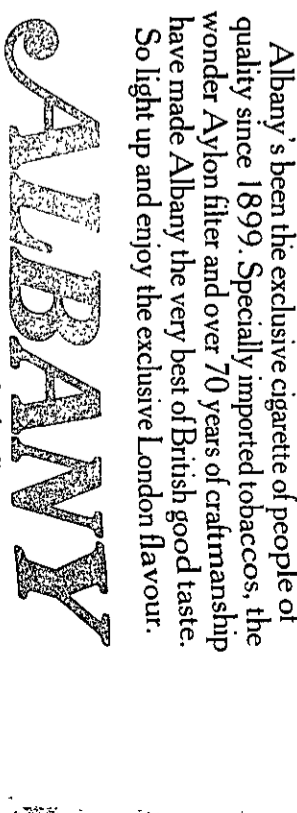 Albany's been the exclusive cigarette of people of
quality since 1899. Specially imported tobaccos, the
wonder Aylon filter and over 70 years of craftmanship
have made Albany the very best of British good taste.
So light up and enjoy the exclusive London flavour.
ALBANY